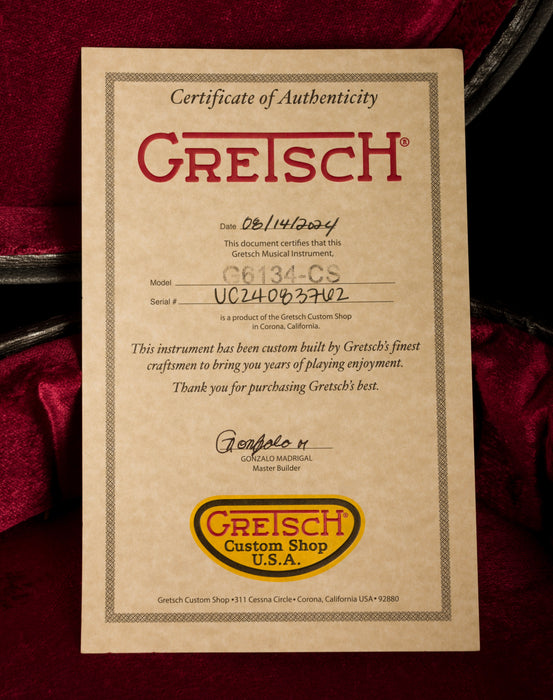 Certificate of Authenticity
GRETSCH®
Date 08/14/2024
This document certifies that this
Gretsch Musical Instrument,
Model G6134-CS
Serial # UC24083762
is a product of the Gretsch Custom Shop
in Corona, California.
This instrument has been custom built by Gretsch's finest
craftsmen to bring you years of playing enjoyment.
Thank you for purchasing Gretsch's best.
Gonzalo M
GONZALO MADRIGAL
Master Builder
GRETSCH®
Custom Shop
U.S.A.
Gretsch Custom Shop • 311 Cessna Circle • Corona, California USA • 92880